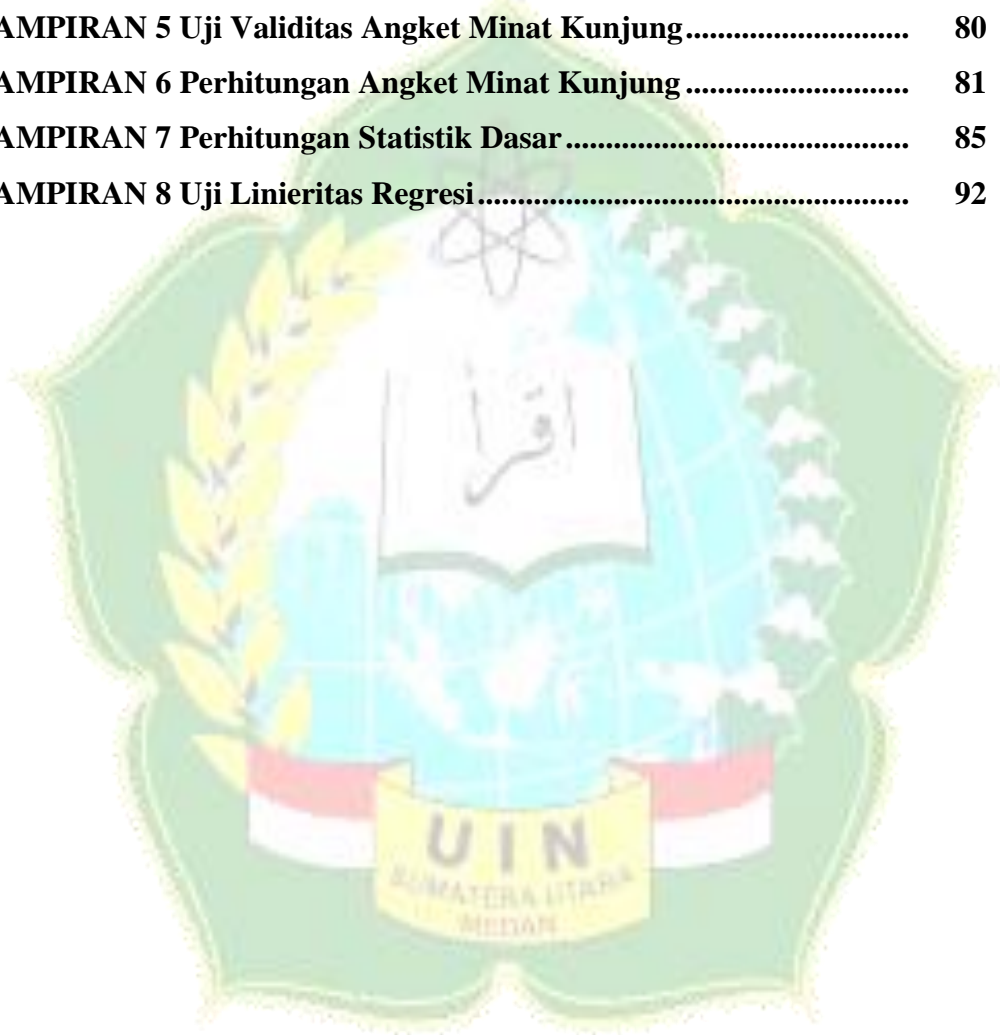 AMPIRAN 5 Uji Validitas Angket Minat Kunjung............................ 80
AMPIRAN 6 Perhitungan Angket Minat Kunjung............................ 81
AMPIRAN 7 Perhitungan Statistik Dasar........................................... 85
AMPIRAN 8 Uji Linieritas Regresi...................................................... 92
اقرأ
UIN
SUMATERA UTARA
MEDAN